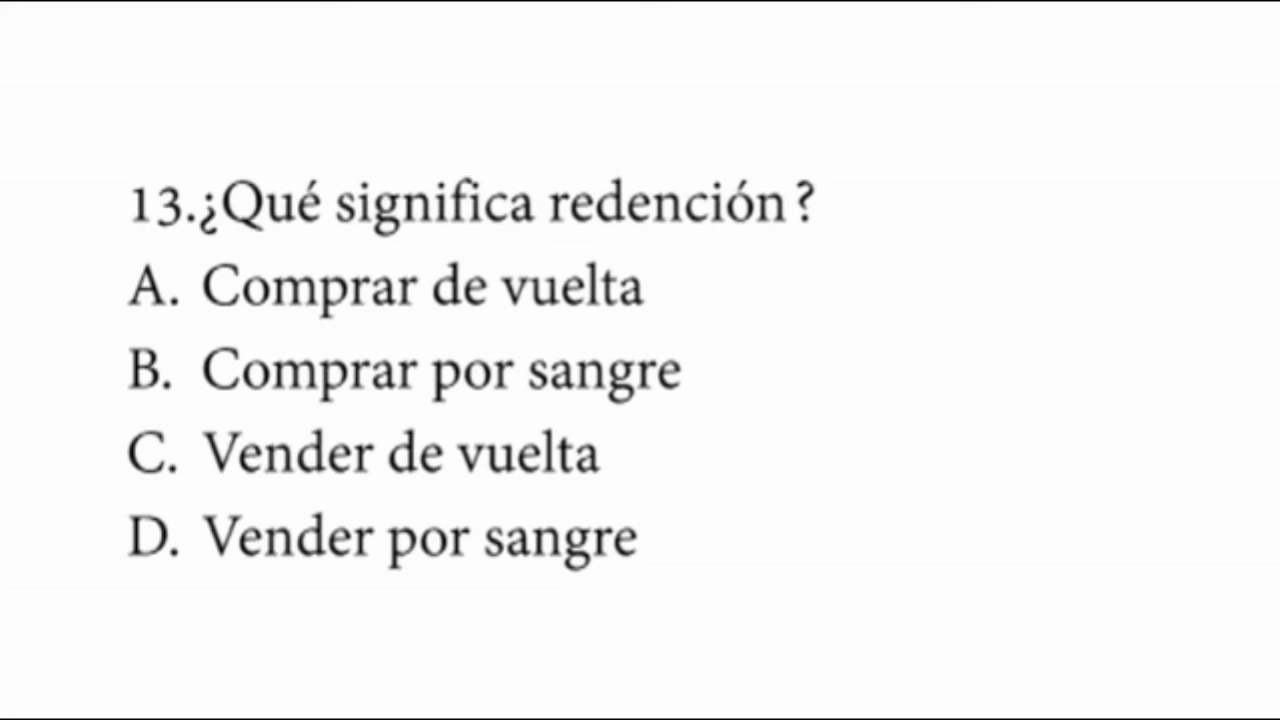 13.¿Qué significa redención?
A. Comprar de vuelta
B. Comprar por sangre
C. Vender de vuelta
D. Vender por sangre